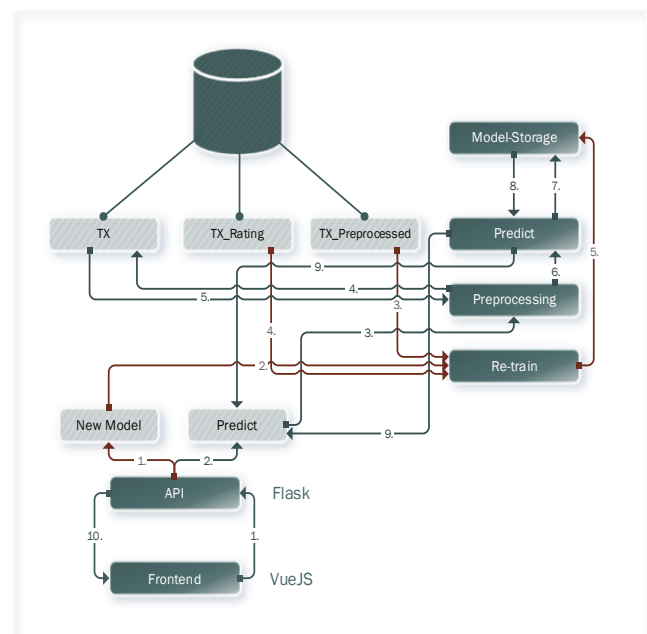 Model-Storage
8.
7.
TX
TX_Rating
TX_Preprocessed
Predict
5.
9.
6.
4.
5.
Preprocessing
3.
4.
3.
2.
Re-train
New Model
Predict
9.
1.
2.
API
Flask
10.
1.
Frontend
VueJS